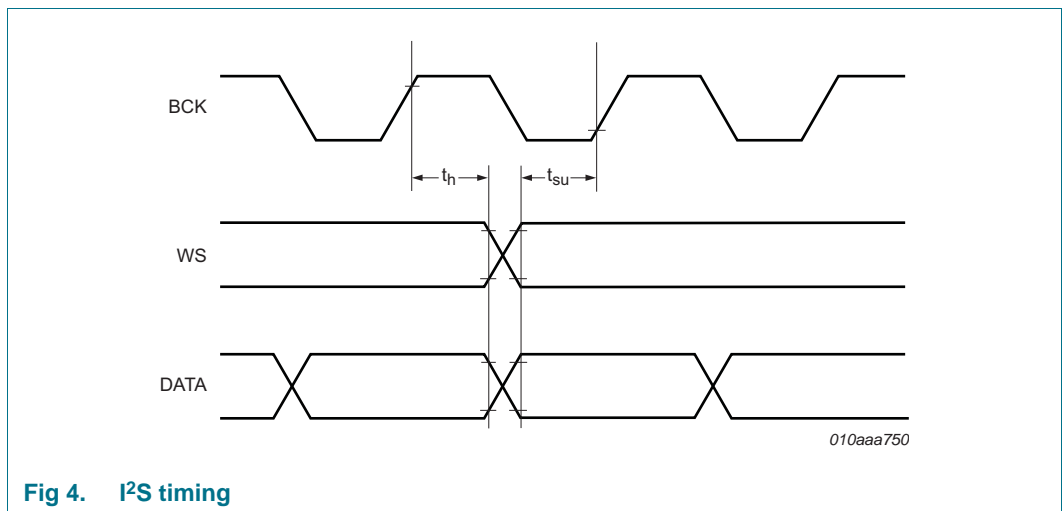 BCK
th tsu
WS
DATA
010aaa750
Fig 4. I2S timing